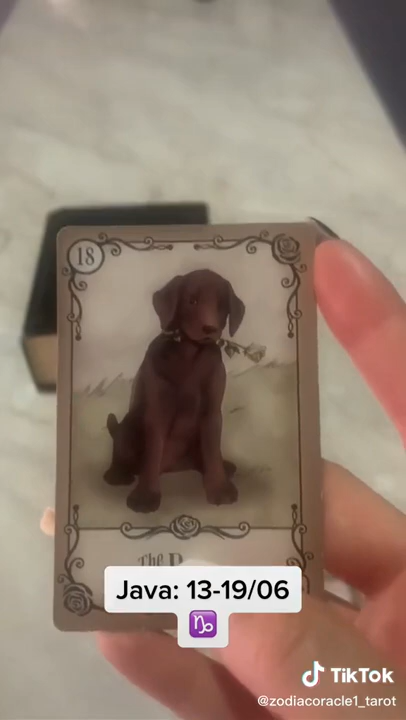 18
The
Java: 13-19/06
♑
TikTok
@zodiacoracle1_tarot